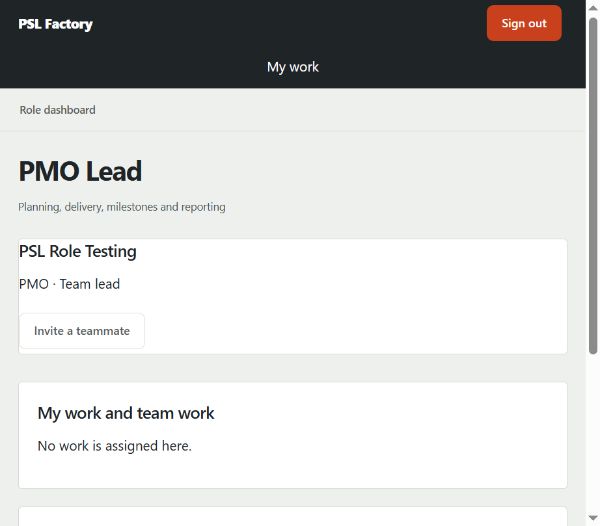 PSL Factory
Sign out
My work
Role dashboard
PMO Lead
Planning, delivery, milestones and reporting
PSL Role Testing
PMO · Team lead
Invite a teammate
My work and team work
No work is assigned here.